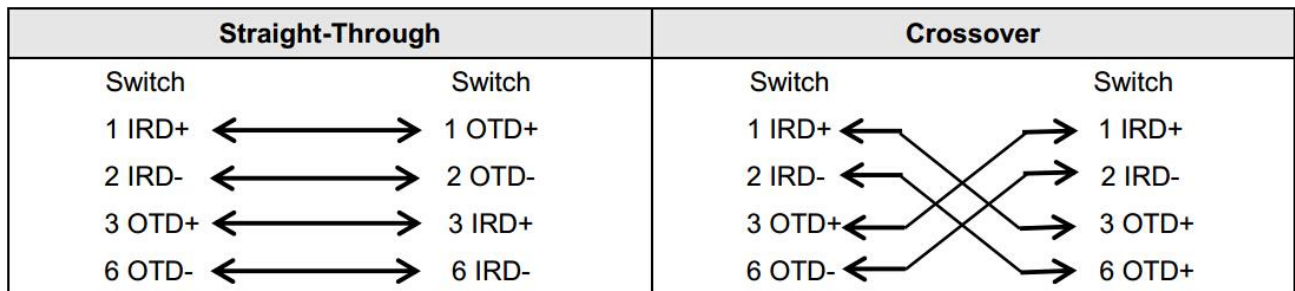 Straight-Through Crossover
Switch Switch Switch Switch
1 IRD+ 1 OTD+ 1 IRD+ 1 IRD+
2 IRD- 2 OTD- 2 IRD- 2 IRD-
3 OTD+ 3 IRD+ 3 OTD+ 3 OTD+
6 OTD- 6 IRD- 6 OTD- 6 OTD+